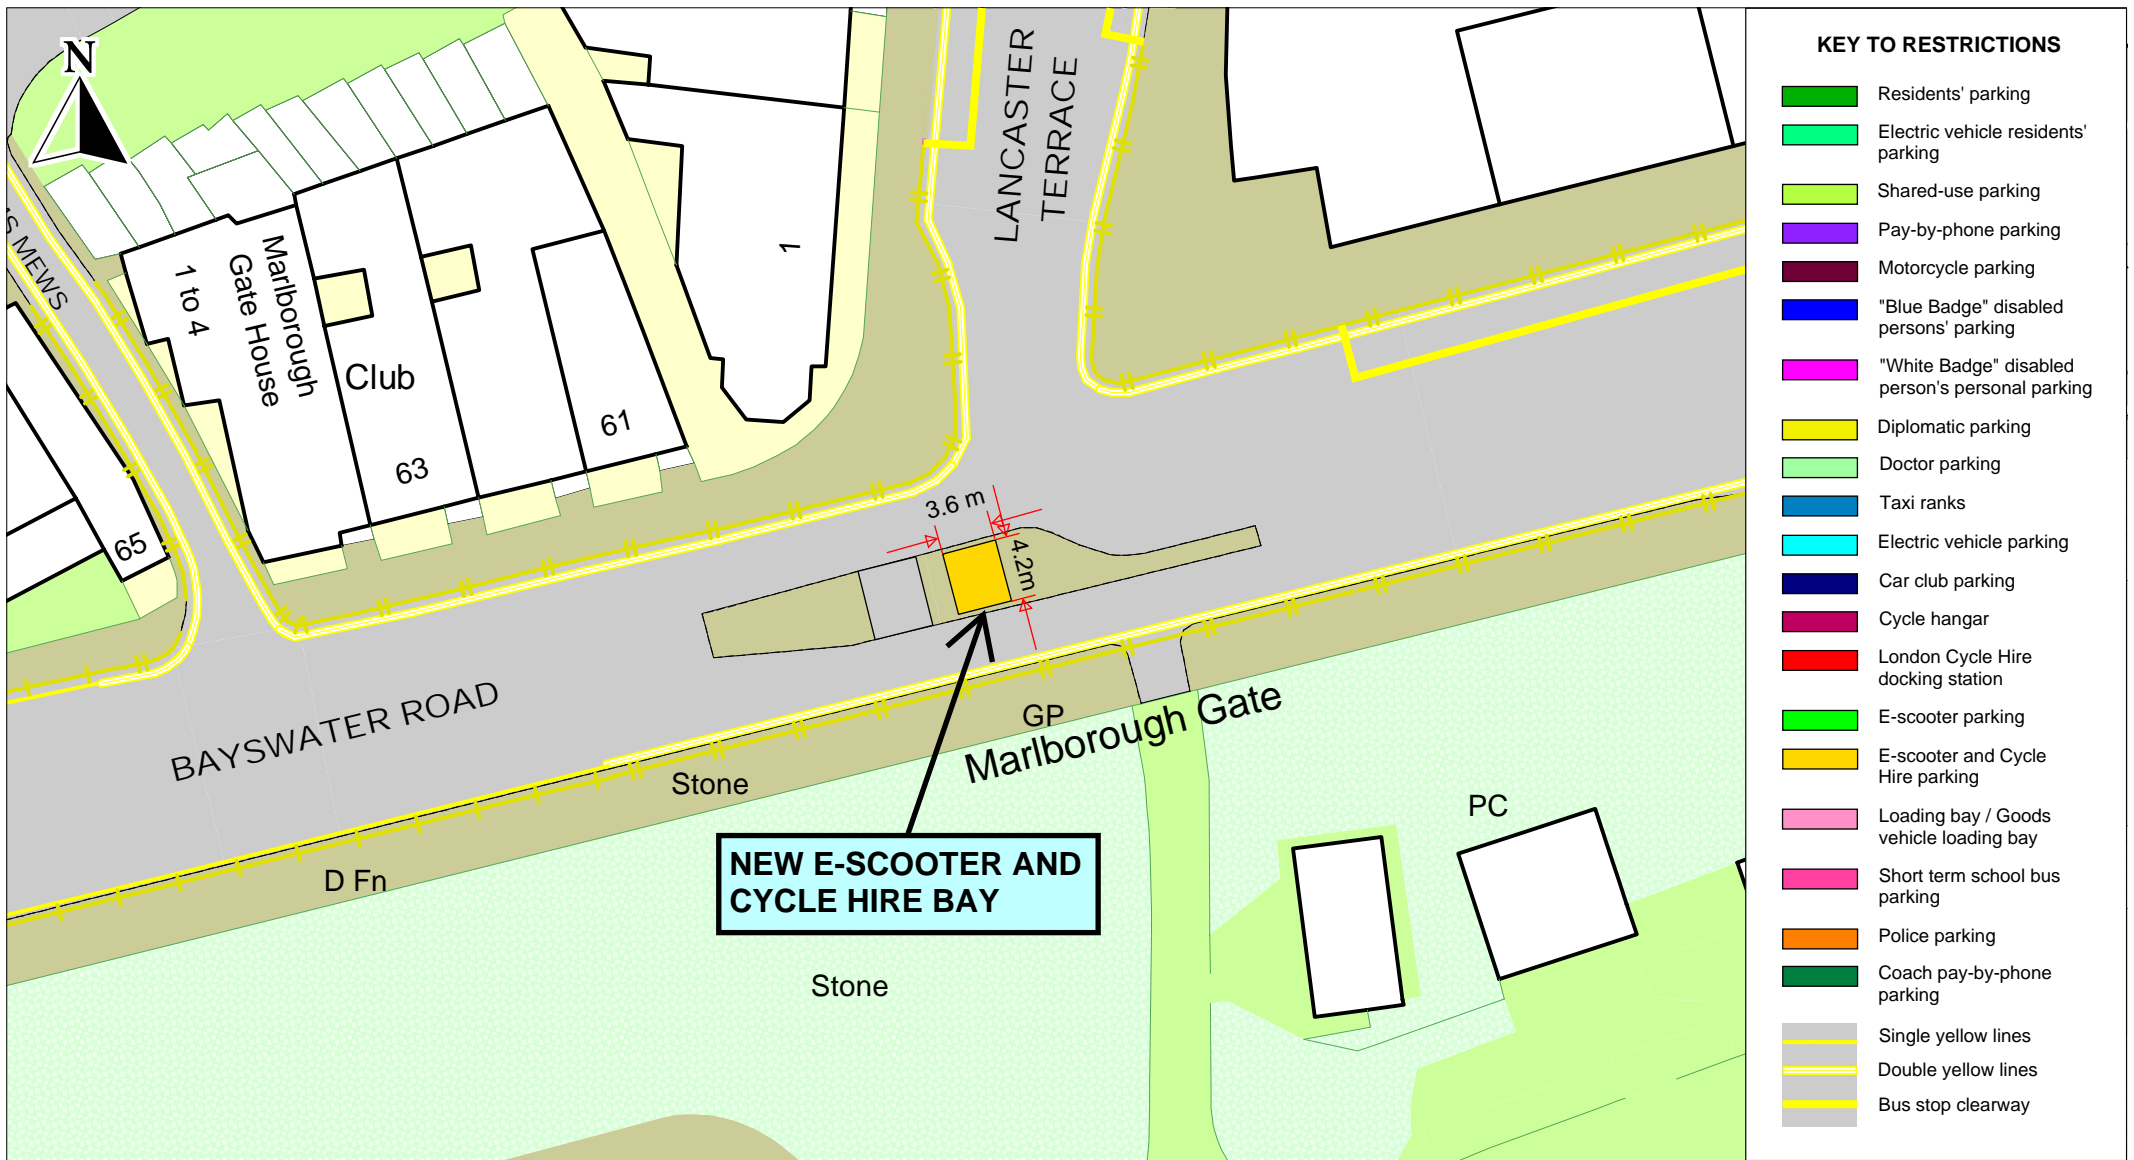 N
LANCASTER
TERRACE
S MEWS
1 to 4
Marlborough
Gate House
Club
1
61
63
65
3.6 m
4.2m
BAYSWATER ROAD
GP
Marlborough Gate
Stone
PC
D Fn
NEW E-SCOOTER AND
CYCLE HIRE BAY
Stone
KEY TO RESTRICTIONS
Residents' parking
Electric vehicle residents'
parking
Shared-use parking
Pay-by-phone parking
Motorcycle parking
"Blue Badge" disabled
persons' parking
"White Badge" disabled
person's personal parking
Diplomatic parking
Doctor parking
Taxi ranks
Electric vehicle parking
Car club parking
Cycle hangar
London Cycle Hire
docking station
E-scooter parking
E-scooter and Cycle
Hire parking
Loading bay / Goods
vehicle loading bay
Short term school bus
parking
Police parking
Coach pay-by-phone
parking
Single yellow lines
Double yellow lines
Bus stop clearway